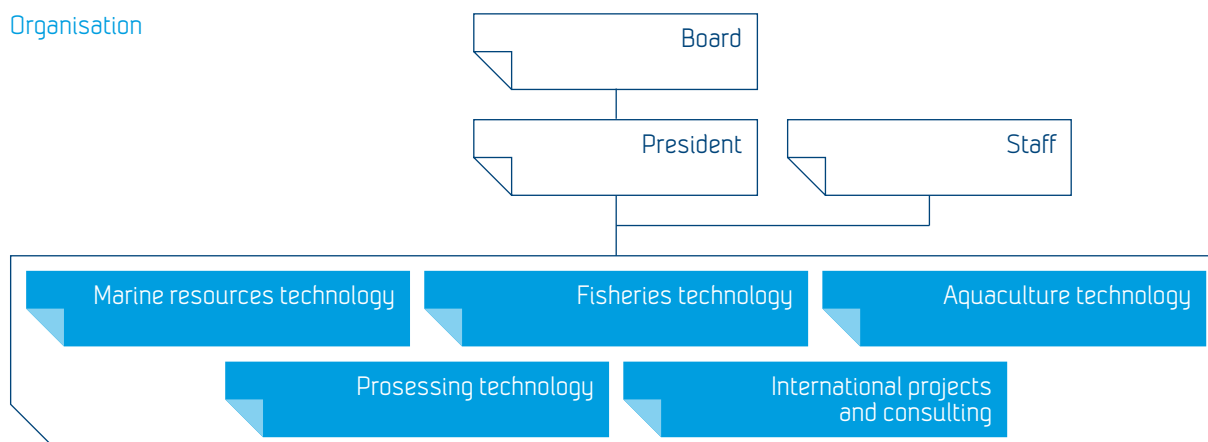 Organisation
Board
President
Staff
Marine resources technology
Fisheries technology
Aquaculture technology
Prosessing technology
International projects
and consulting